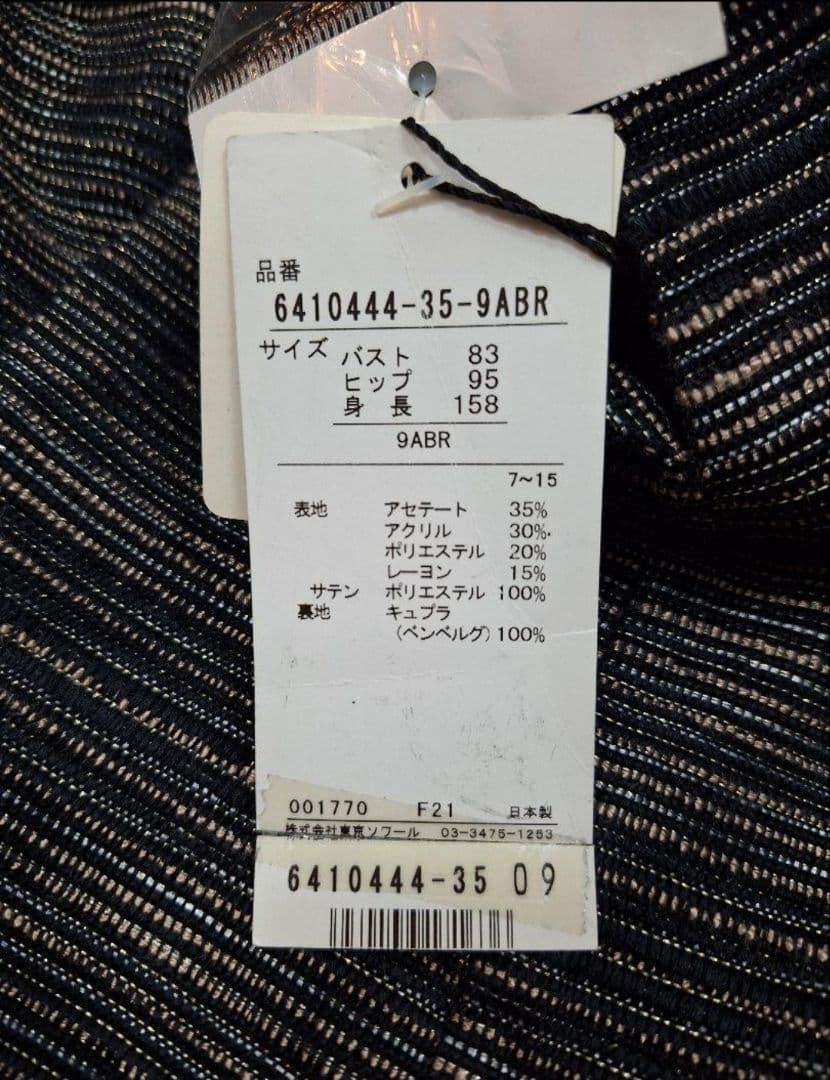 品番
6410444-35-9ABR
サイズ バスト 83
ヒップ 95
身長 158
9ABR
7~15
表地 アセテート 35%
アクリル 30%
ポリエステル 20%
レーヨン 15%
サテン ポリエステル 100%
裏地 キュプラ
(ベンベルグ) 100%
001770 F21 日本製
株式会社東京ソワール 03-3475-1253
6410444-35 09